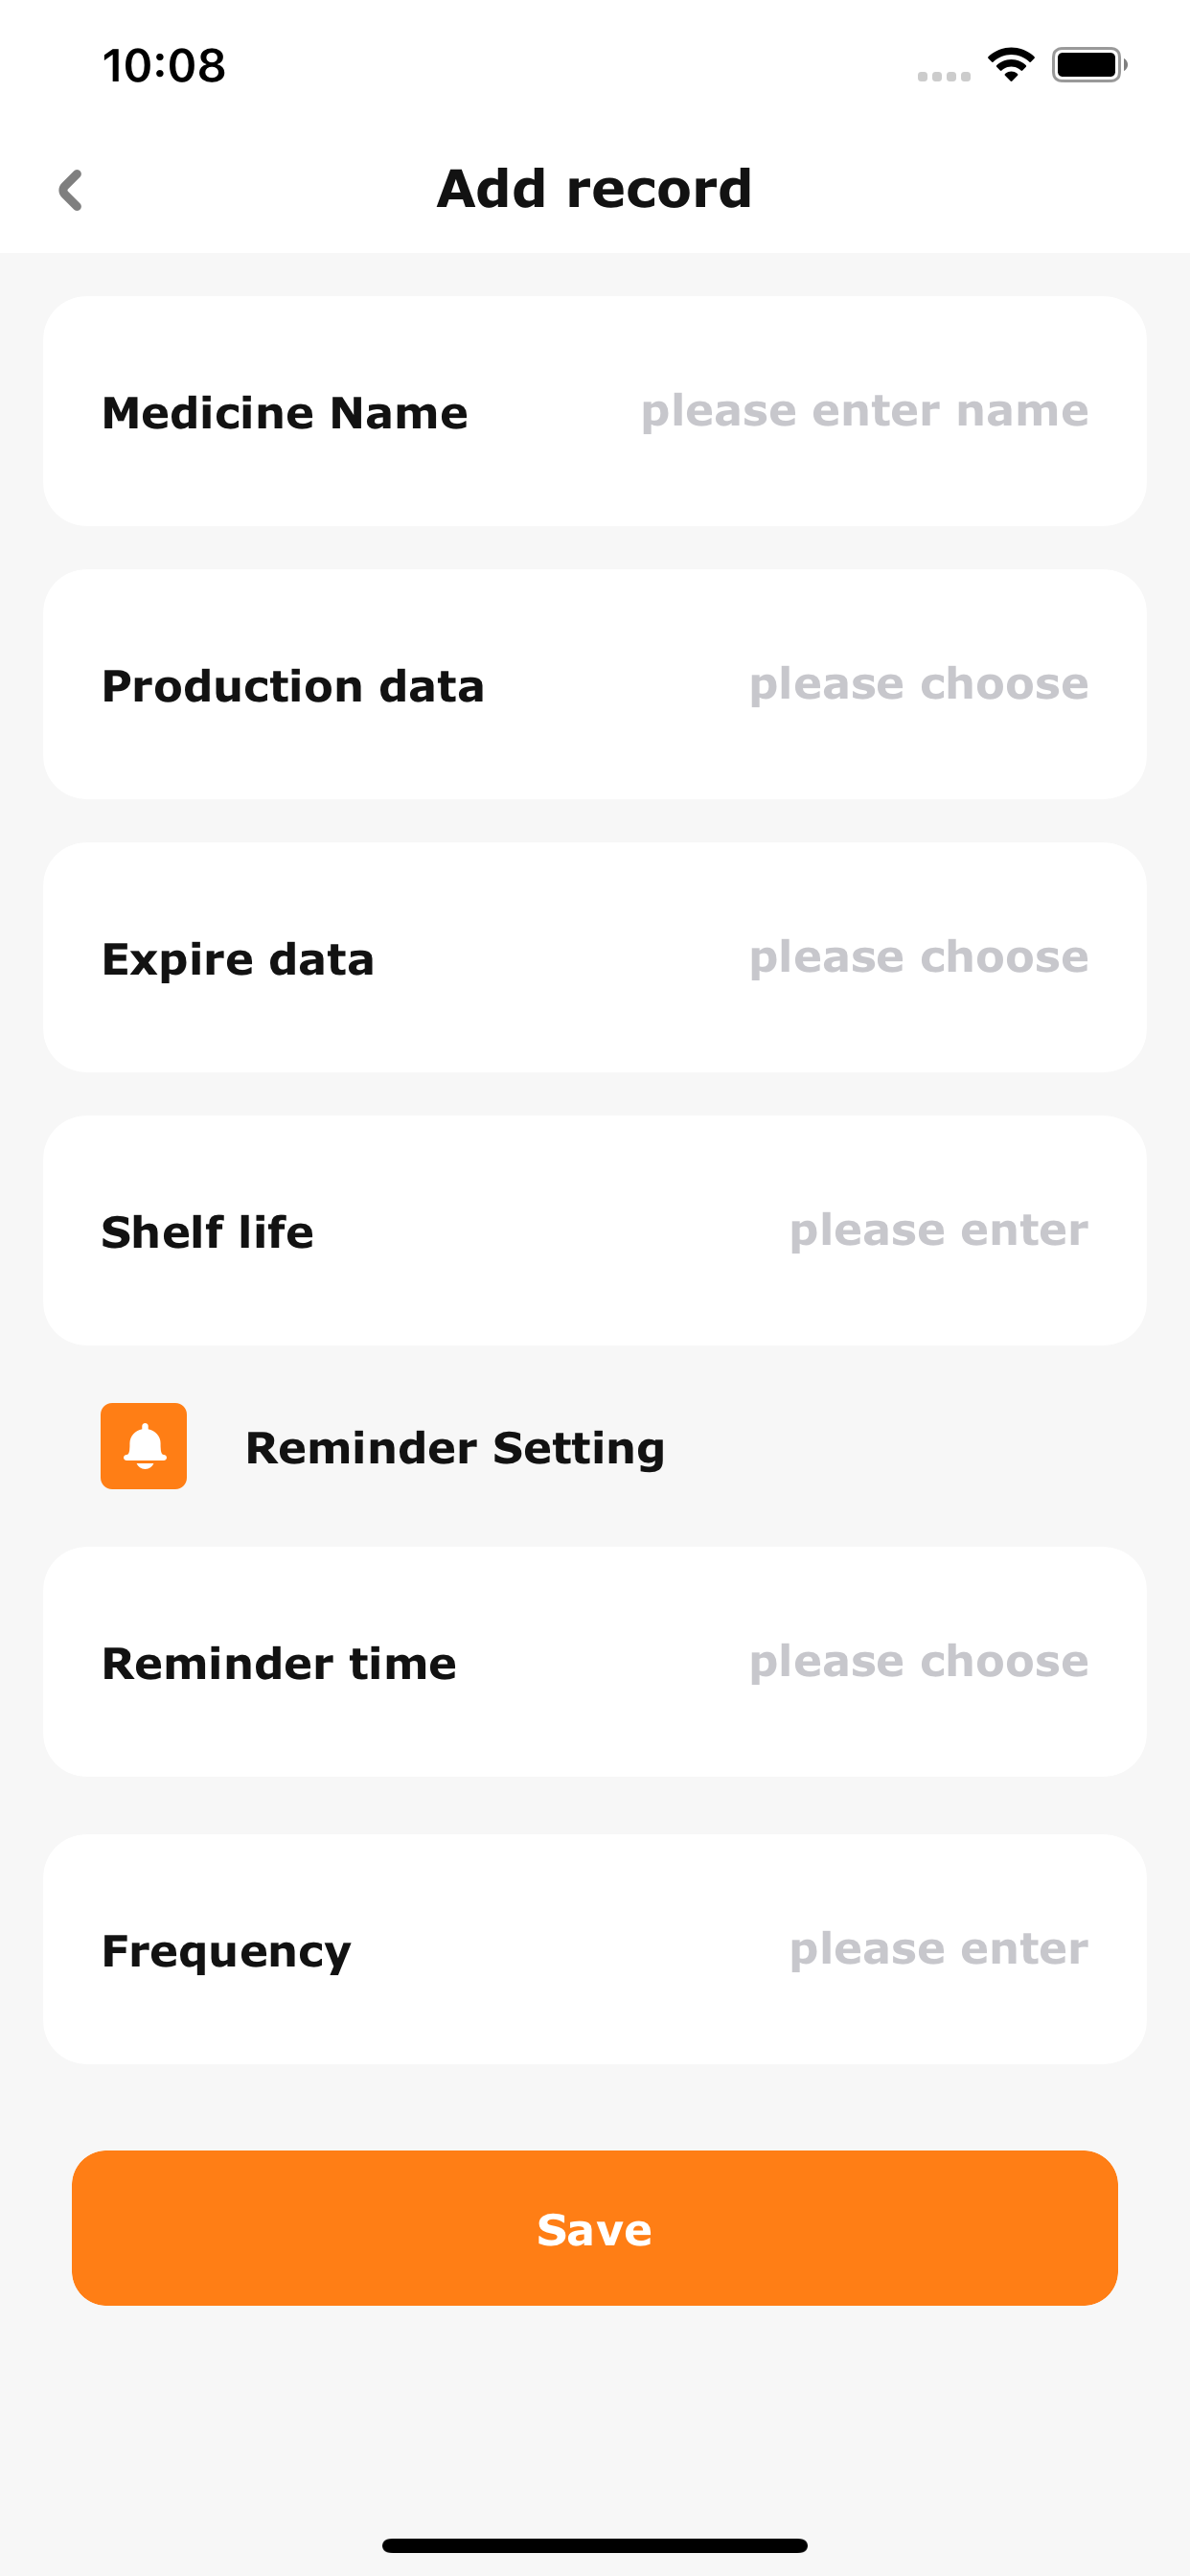 10:08
Add record
Medicine Name please enter name
Production data please choose
Expire data please choose
Shelf life please enter
Reminder Setting
Reminder time please choose
Frequency please enter
Save